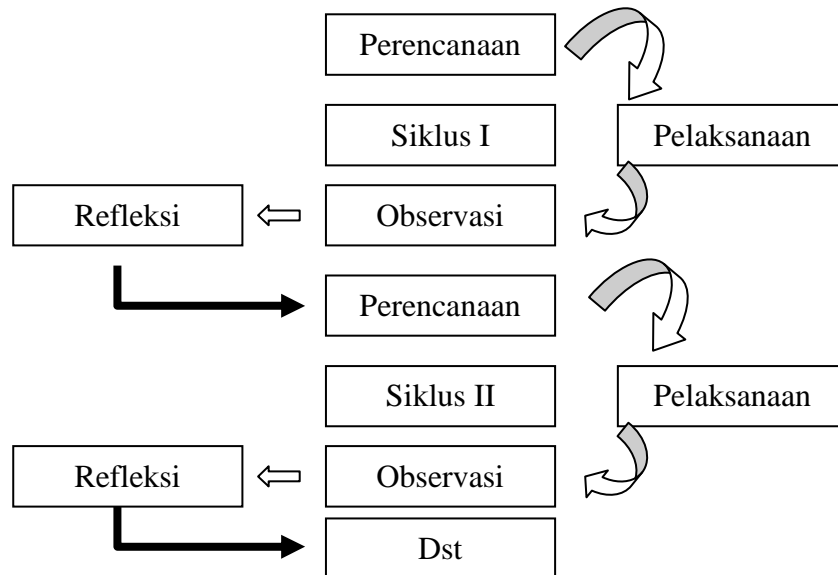 Perencanaan
Siklus I
Pelaksanaan
Refleksi
Observasi
Perencanaan
Siklus II
Pelaksanaan
Refleksi
Observasi
Dst